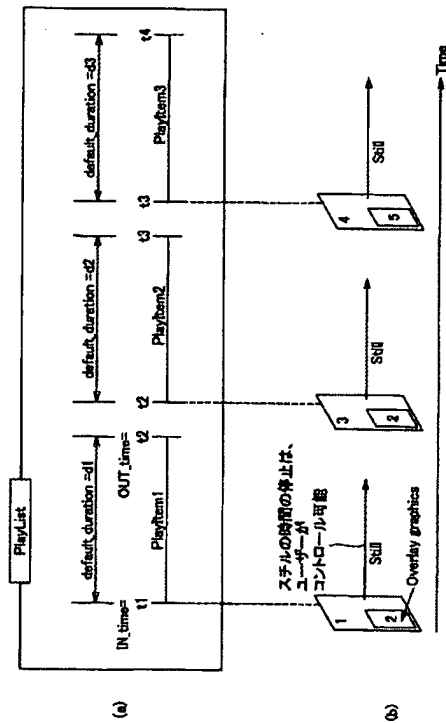 (a)
PlayList
default_duration =d1
default_duration =d2
default_duration =d3
IN_time=
t1
OUT_time=
t2
t2
t3
t3
t4
PlayItem1
PlayItem2
PlayItem3
(b)
ステルの時間の停止は、
ユーザーが
コントロール可能
1
2
Still
Overlay graphics
3
2
Still
4
5
Still
Time